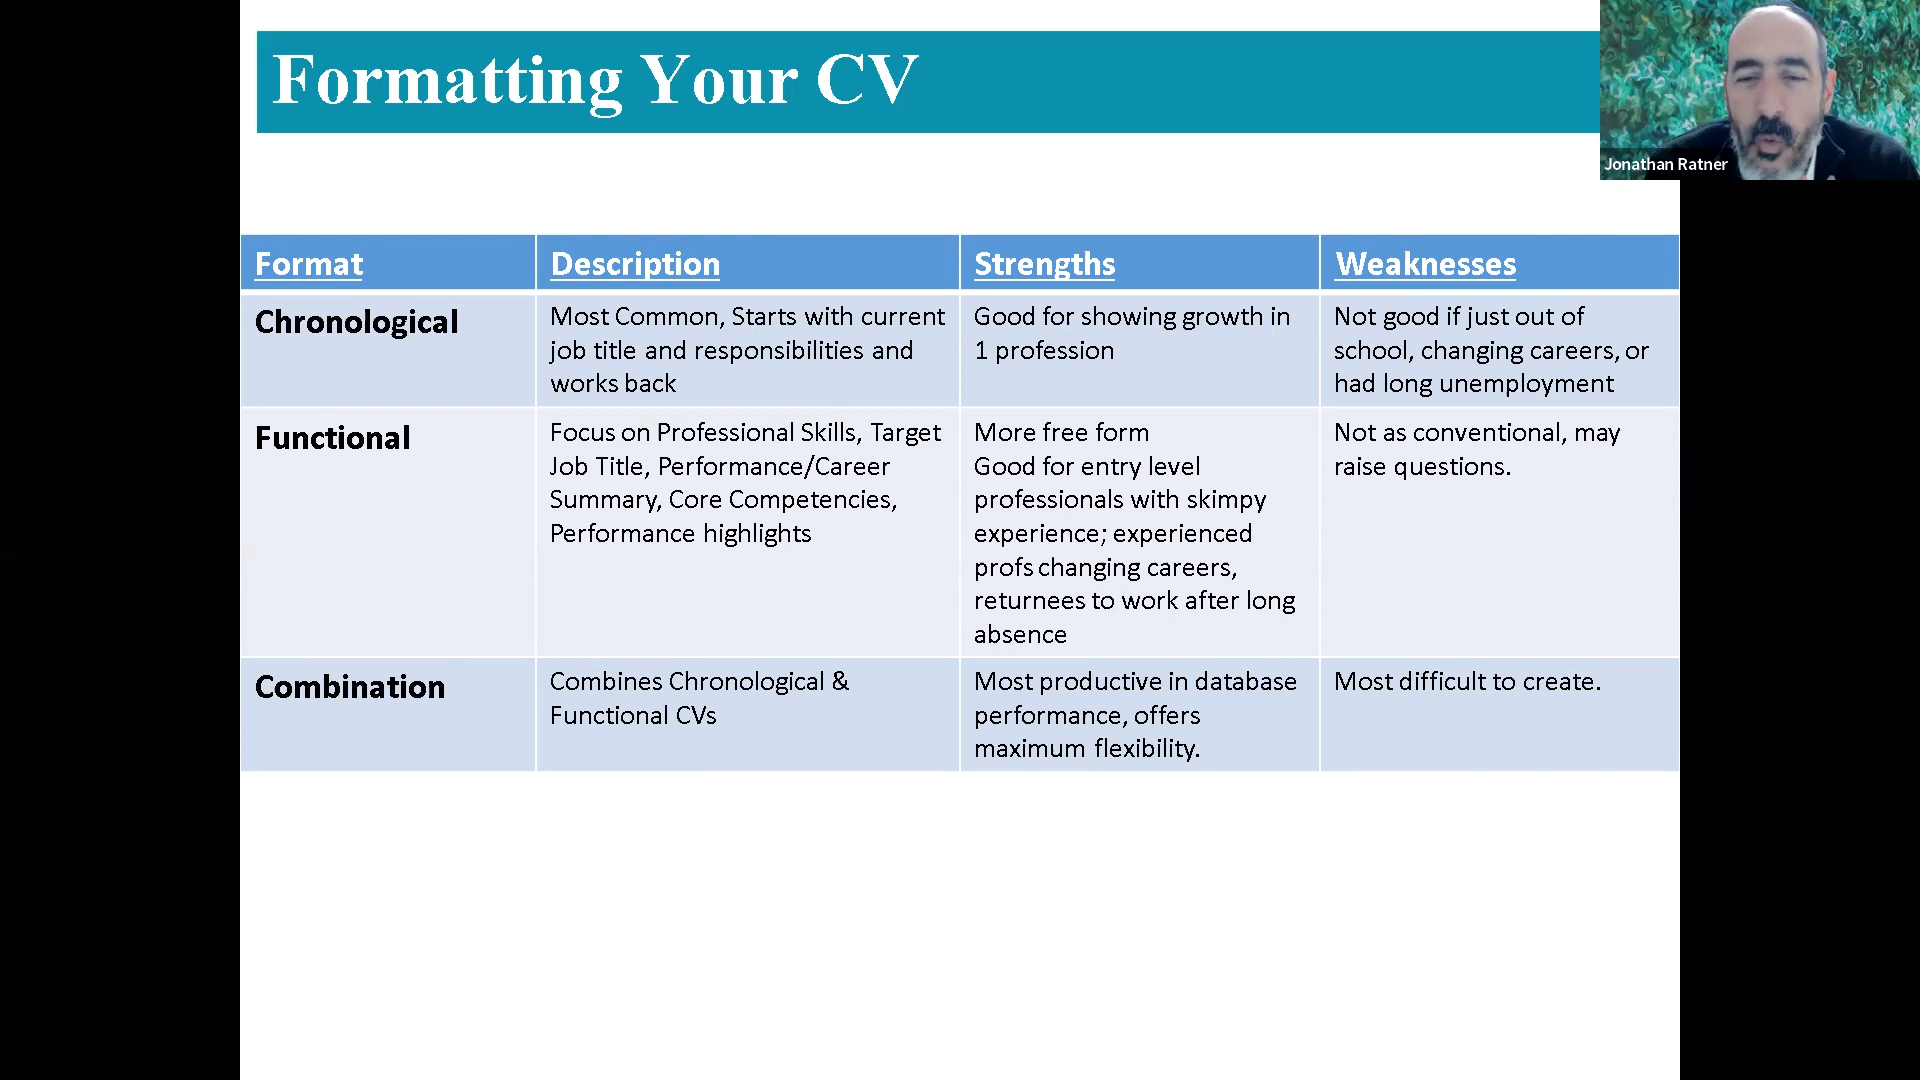 Formatting Your CV
Jonathan Ratner
Format
Description
Strengths
Weaknesses
Chronological
Most Common, Starts with current
job title and responsibilities and
works back
Good for showing growth in
1 profession
Not good if just out of
school, changing careers, or
had long unemployment
Functional
Focus on Professional Skills, Target
Job Title, Performance/Career
Summary, Core Competencies,
Performance highlights
More free form
Good for entry level
professionals with skimpy
experience; experienced
profs changing careers,
returnees to work after long
absence
Not as conventional, may
raise questions.
Combination
Combines Chronological &
Functional CVs
Most productive in database
performance, offers
maximum flexibility.
Most difficult to create.